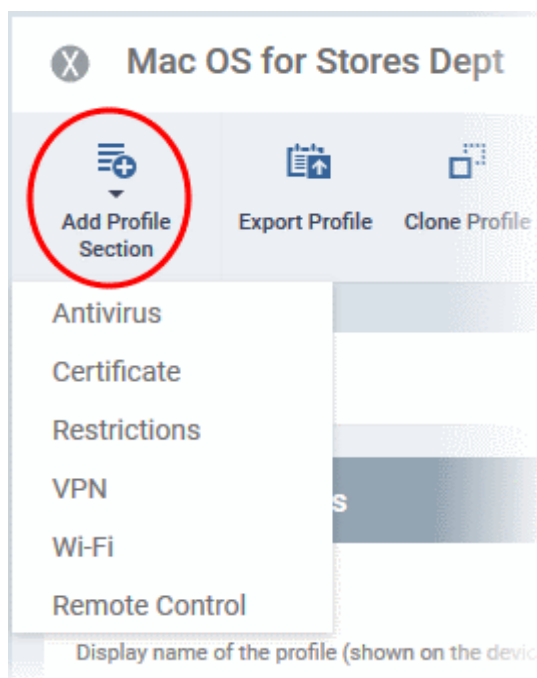 X Mac OS for Stores Dept
Add Profile
Section
Export Profile
Clone Profile
Antivirus
Certificate
Restrictions
VPN
s
Wi-Fi
Remote Control
Display name of the profile (shown on the devic